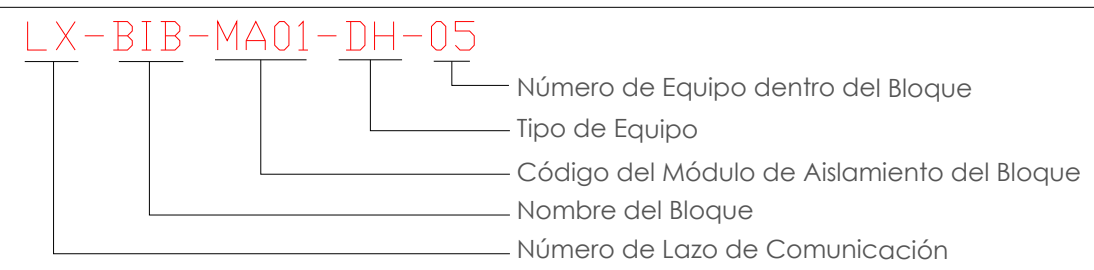 LX-BIB-MA01-DH-05
Número de Equipo dentro del Bloque
Tipo de Equipo
Código del Módulo de Aislamiento del Bloque
Nombre del Bloque
Número de Lazo de Comunicación